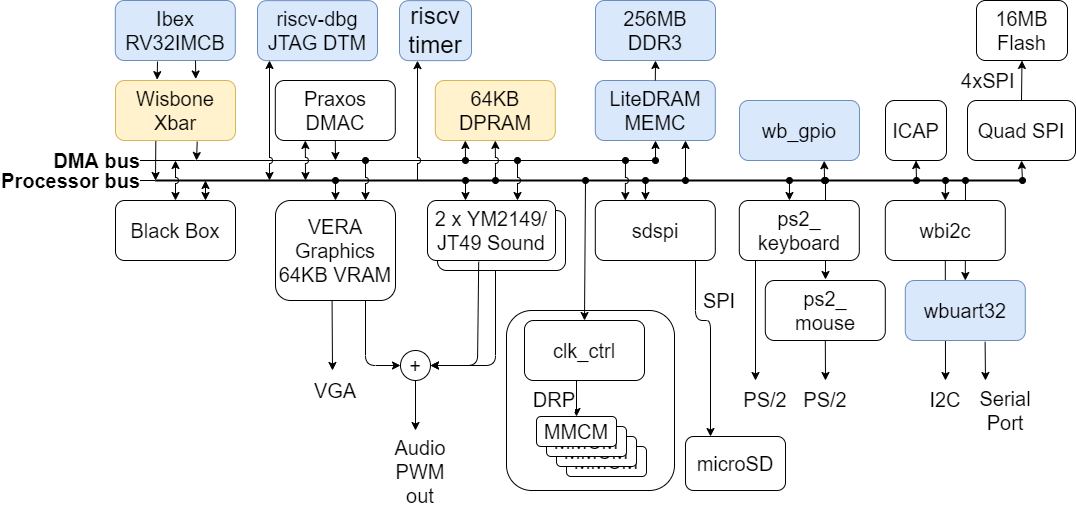 Ibex
RV32IMCB
riscv-dbg
JTAG DTM
riscv
timer
256MB
DDR3
16MB
Flash
4xSPI
Wisbone
Xbar
Praxos
DMAC
64KB
DPRAM
LiteDRAM
MEMC
wb_gpio
ICAP
Quad SPI
DMA bus
Processor bus
Black Box
VERA
Graphics
64KB VRAM
2 x YM2149/
JT49 Sound
sdspi
ps2_
keyboard
wbi2c
SPI
ps2_
mouse
wbuart32
clk_ctrl
+
VGA
DRP
PS/2
PS/2
I2C
Serial
Port
MMCM
MMCM
MMCM
MMCM
Audio
PWM
out
microSD